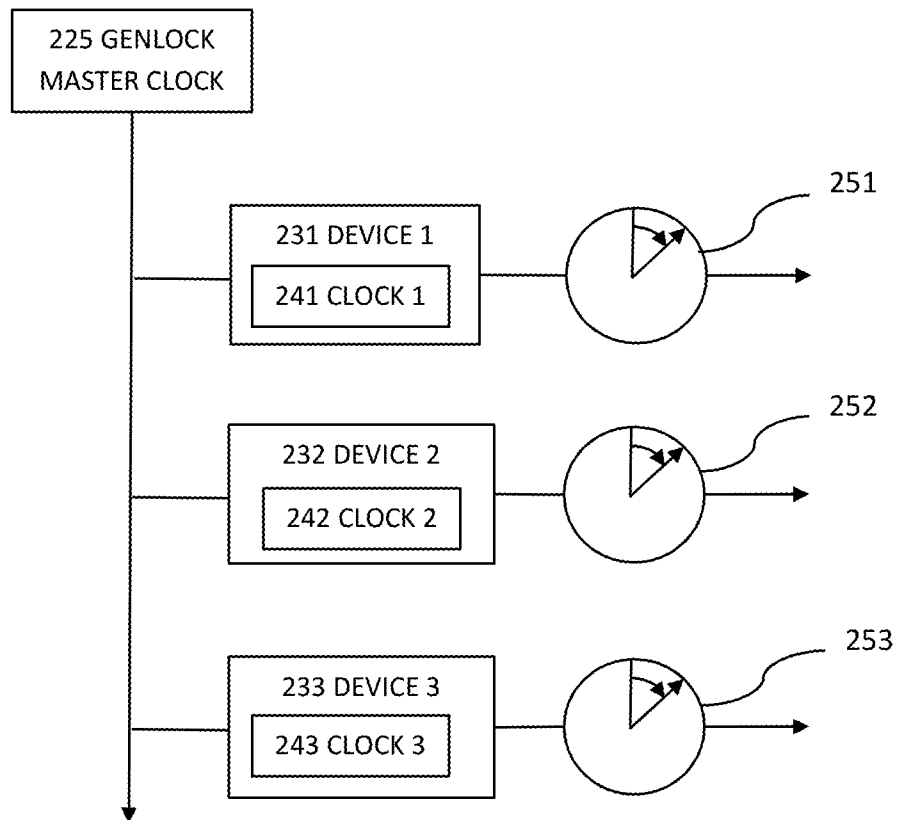 225 GENLOCK
MASTER CLOCK
251
231 DEVICE 1
241 CLOCK 1
252
232 DEVICE 2
242 CLOCK 2
253
233 DEVICE 3
243 CLOCK 3